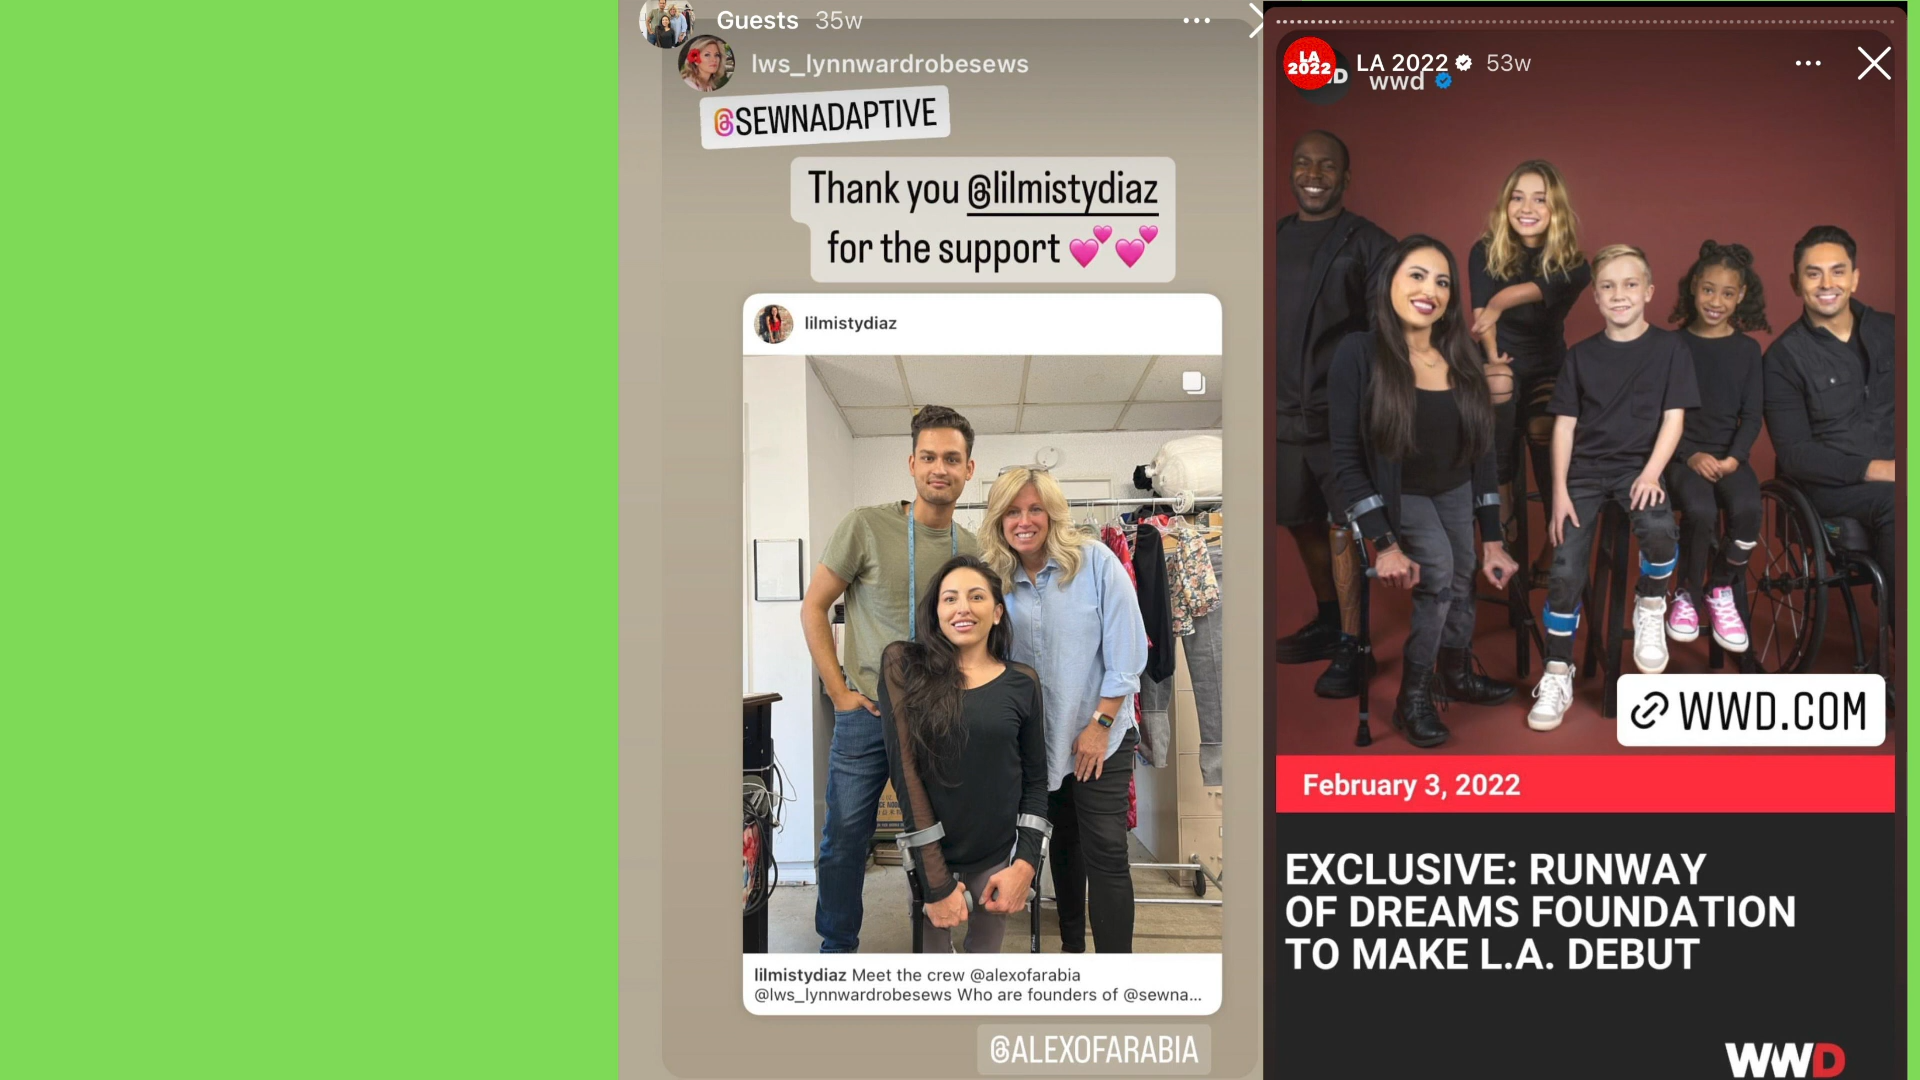 Guests 35w
lws_lynnwardrobesews
@SEWNADAPTIVE
Thank you @lilmistydiaz
for the support
lilmistydiaz
lilmistydiaz Meet the crew @alexofarabia
@lws_lynnwardrobesews Who are founders of @sewna...
@ALEXOFARABIA
LA
2022
LA 2022 53w
wwd
WWD.COM
February 3, 2022
EXCLUSIVE: RUNWAY
OF DREAMS FOUNDATION
TO MAKE L.A. DEBUT
WWD